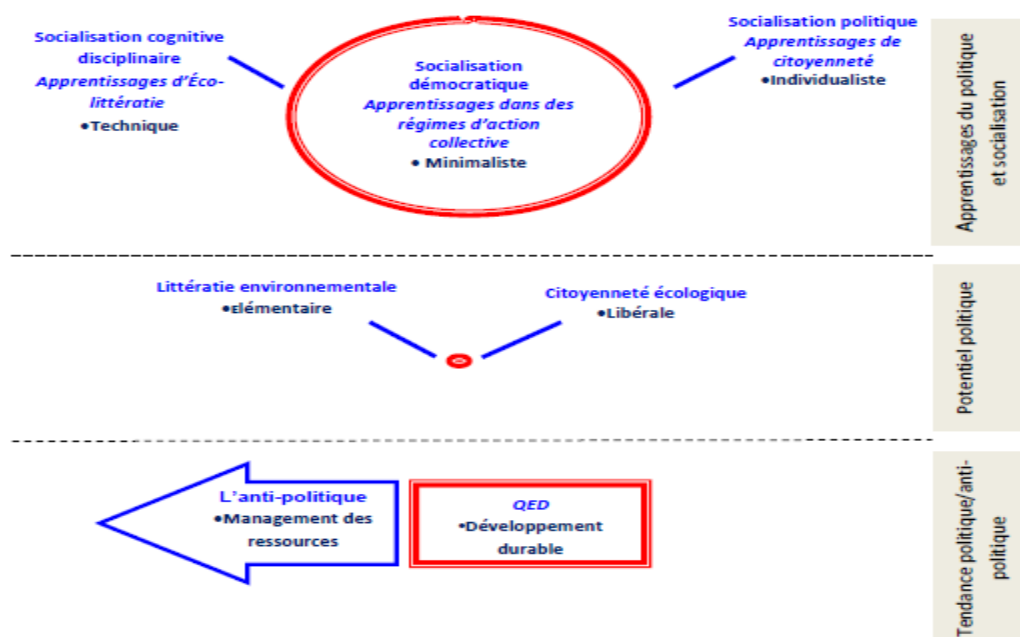 Socialisation cognitive
disciplinaire
Apprentissages d'Éco-
littératie
•Technique
Socialisation
démocratique
Apprentissages dans des
régimes d'action
collective
• Minimaliste
Socialisation politique
Apprentissages de
citoyenneté
•Individualiste
Apprentissages du politique
et socialisation
Littératie environnementale
•Elémentaire
Citoyenneté écologique
•Libérale
Potentiel politique
L'anti-politique
•Management des
ressources
QED
•Développement
durable
Tendance politique/anti-
politique